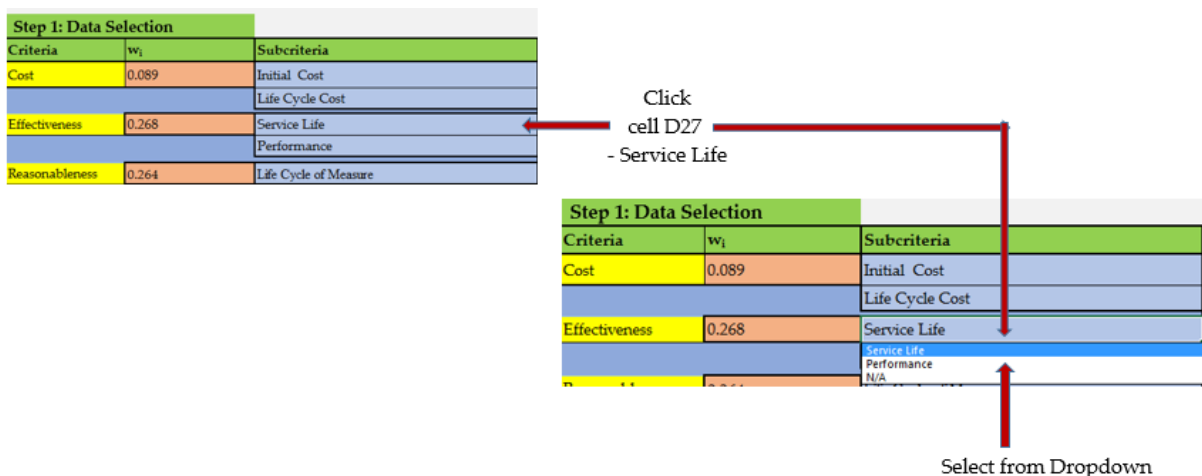 Step 1: Data Selection
Criteria wᵢ Subcriteria
Cost 0.089 Initial Cost
Life Cycle Cost
Effectiveness 0.268 Service Life
Performance
Reasonableness 0.264 Life Cycle of Measure
Click
cell D27
- Service Life
Step 1: Data Selection
Criteria wᵢ Subcriteria
Cost 0.089 Initial Cost
Life Cycle Cost
Effectiveness 0.268 Service Life
Service Life
Performance
N/A
Select from Dropdown